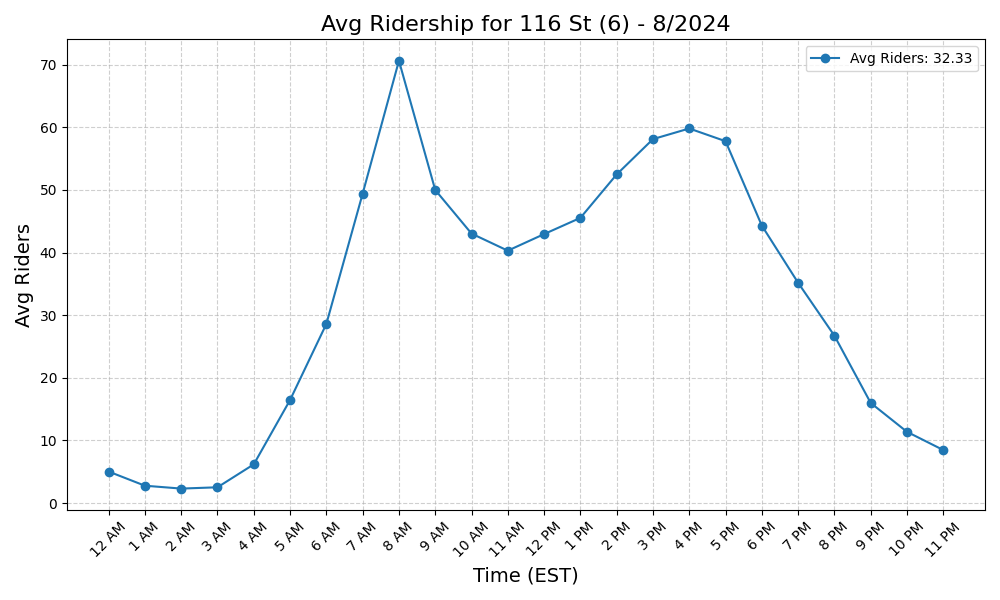 Avg Ridership for 116 St (6) - 8/2024
Avg Riders: 32.33
Avg Riders
70
60
50
40
30
20
10
0
12 AM
1 AM
2 AM
3 AM
4 AM
5 AM
6 AM
7 AM
8 AM
9 AM
10 AM
11 AM
12 PM
1 PM
2 PM
3 PM
4 PM
5 PM
6 PM
7 PM
8 PM
9 PM
10 PM
11 PM
Time (EST)